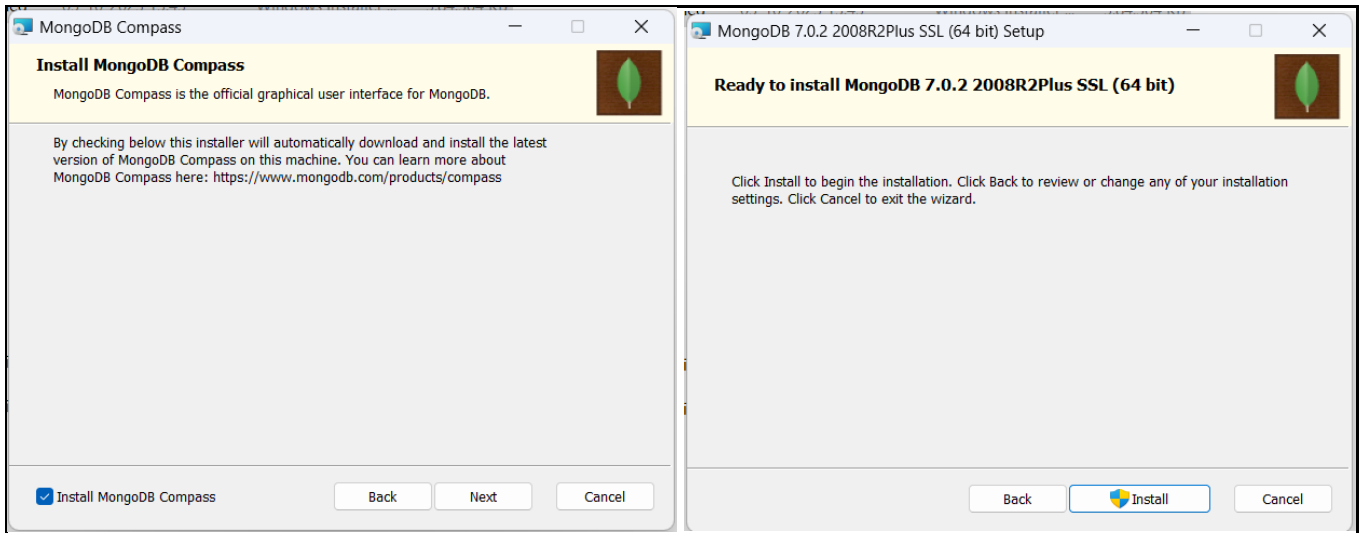 MongoDB Compass
Install MongoDB Compass
MongoDB Compass is the official graphical user interface for MongoDB.
By checking below this installer will automatically download and install the latest
version of MongoDB Compass on this machine. You can learn more about
MongoDB Compass here: https://www.mongodb.com/products/compass
Install MongoDB Compass
Back
Next
Cancel
MongoDB 7.0.2 2008R2Plus SSL (64 bit) Setup
Ready to install MongoDB 7.0.2 2008R2Plus SSL (64 bit)
Click Install to begin the installation. Click Back to review or change any of your installation
settings. Click Cancel to exit the wizard.
Back
Install
Cancel